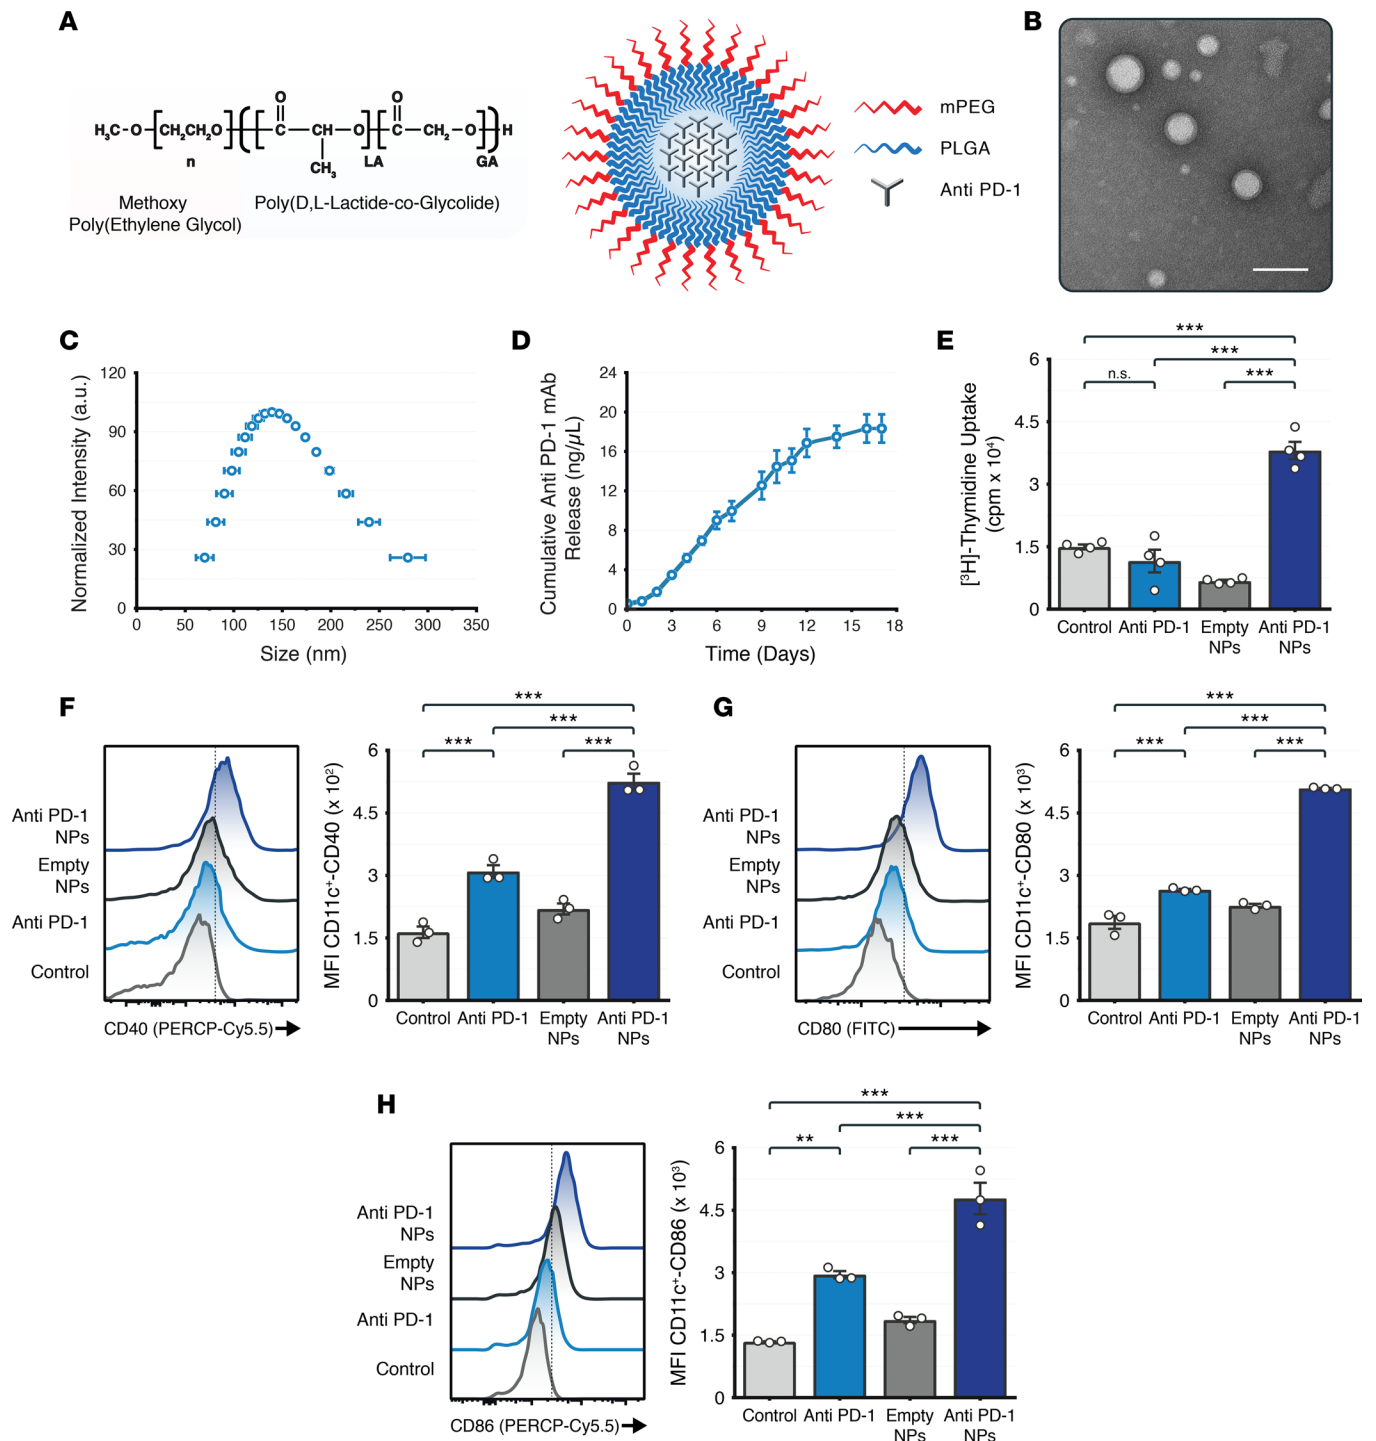 A
H₃C-O-[CH₂CH₂O]-([C-CH-O][C-CH₂-O])-H
O
O
CH₃
n
LA
GA
Methoxy
Poly(Ethylene Glycol)
Poly(D,L-Lactide-co-Glycolide)
mPEG
PLGA
Anti PD-1
B
C
Normalized Intensity (a.u.)
120
90
60
30
0
0 50 100 150 200 250 300 350
Size (nm)
D
Cumulative Anti PD-1 mAb
Release (ng/µL)
24
20
16
12
8
4
0
0 3 6 9 12 15 18
Time (Days)
E
[³H]-Thymidine Uptake
(cpm x 10⁴)
***
***
n.s. ***
6
4.5
3
1.5
0
Control Anti PD-1 Empty Anti PD-1
NPs NPs
F
Anti PD-1
NPs
Empty
NPs
Anti PD-1
Control
CD40 (PERCP-Cy5.5)
MFI CD11c⁺-CD40 (x 10²)
***
***
*** ***
6
4.5
3
1.5
0
Control Anti PD-1 Empty Anti PD-1
NPs NPs
G
Anti PD-1
NPs
Empty
NPs
Anti PD-1
Control
CD80 (FITC)
MFI CD11c⁺-CD80 (x 10³)
***
***
*** ***
6
4.5
3
1.5
0
Control Anti PD-1 Empty Anti PD-1
NPs NPs
H
Anti PD-1
NPs
Empty
NPs
Anti PD-1
Control
CD86 (PERCP-Cy5.5)
MFI CD11c⁺-CD86 (x 10³)
***
***
** ***
6
4.5
3
1.5
0
Control Anti PD-1 Empty Anti PD-1
NPs NPs